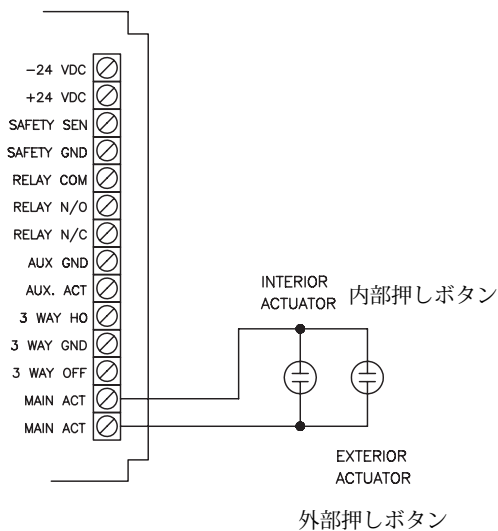 -24 VDC
+24 VDC
SAFETY SEN
SAFETY GND
RELAY COM
RELAY N/O
RELAY N/C
AUX GND
AUX. ACT
3 WAY HO
3 WAY GND
3 WAY OFF
MAIN ACT
MAIN ACT
INTERIOR
ACTUATOR 内部押しボタン
EXTERIOR
ACTUATOR
外部押しボタン